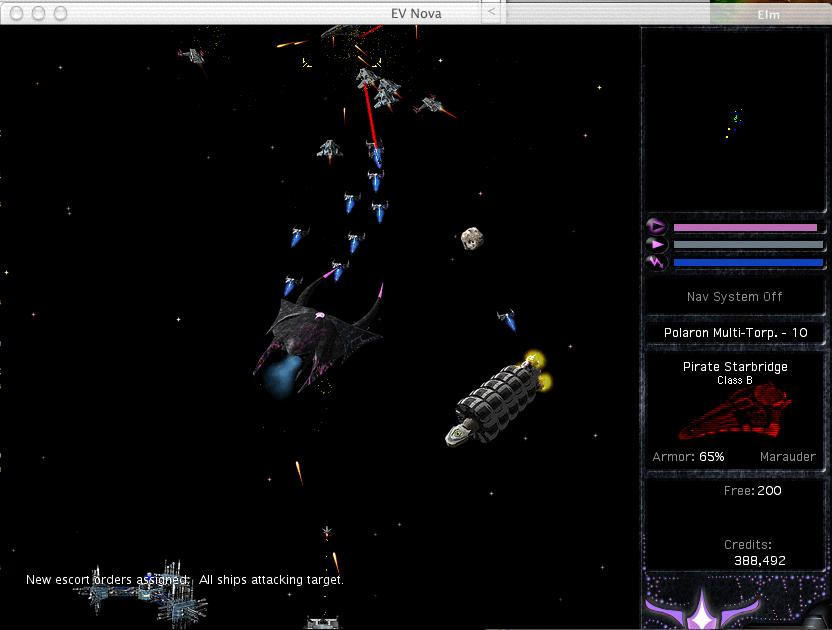 EV Nova
<
Elm
Nav System Off
Polaron Multi-Torp. - 10
Pirate Starbridge
Class B
Armor: 65% Marauder
Free: 200
Credits:
388,492
New escort orders assigned. All ships attacking target.